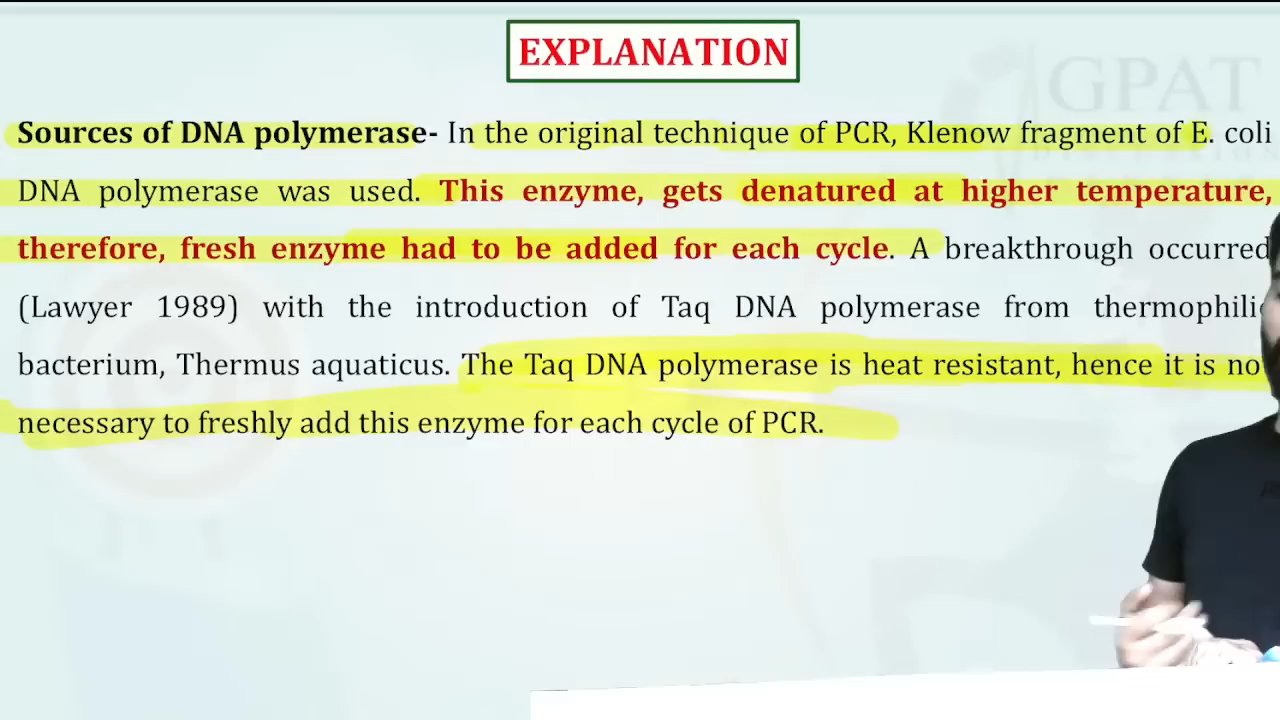 EXPLANATION
GPAT
Sources of DNA polymerase- In the original technique of PCR, Klenow fragment of E. coli
DNA polymerase was used. This enzyme, gets denatured at higher temperature,
therefore, fresh enzyme had to be added for each cycle. A breakthrough occurred
(Lawyer 1989) with the introduction of Taq DNA polymerase from thermophilic
bacterium, Thermus aquaticus. The Taq DNA polymerase is heat resistant, hence it is no
necessary to freshly add this enzyme for each cycle of PCR.